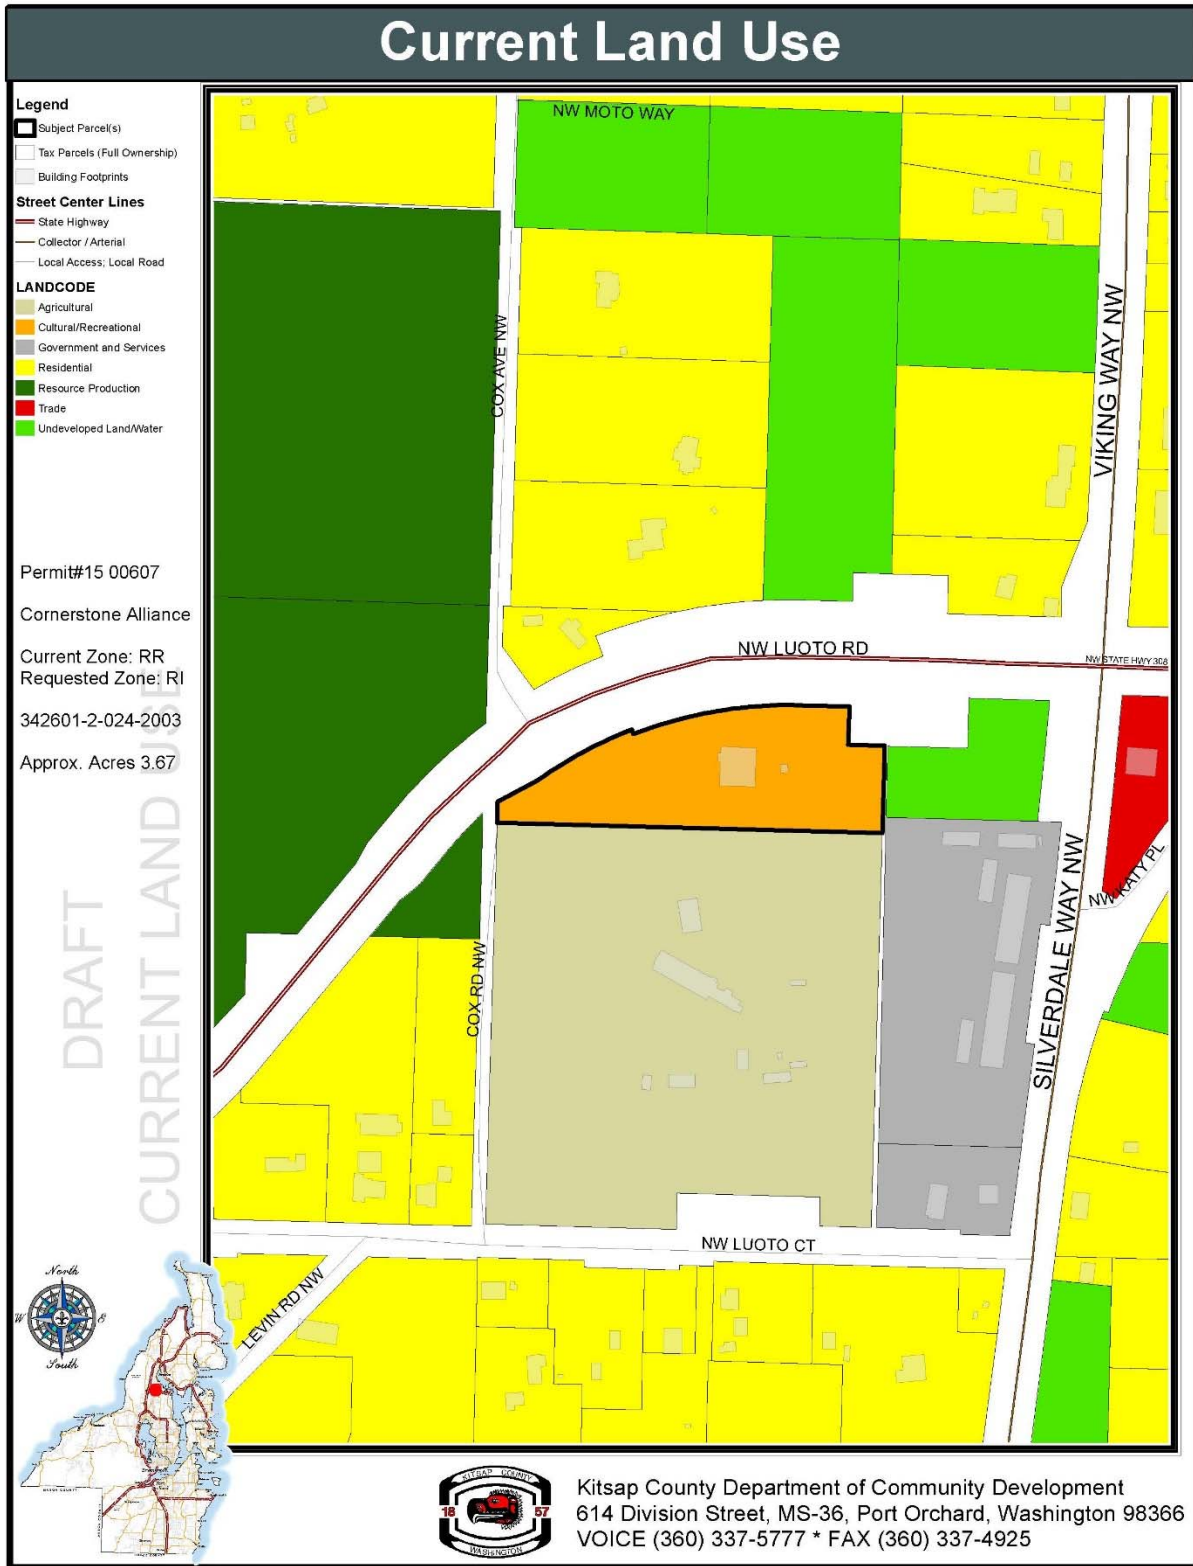 Current Land Use
Legend
Subject Parcel(s)
Tax Parcels (Full Ownership)
Building Footprints
Street Center Lines
State Highway
Collector / Arterial
Local Access; Local Road
LANDCODE
Agricultural
Cultural/Recreational
Government and Services
Residential
Resource Production
Trade
Undeveloped Land/Water
Permit#15 00607
Cornerstone Alliance
Current Zone: RR
Requested Zone: RI
342601-2-024-2003
Approx. Acres 3.67
DRAFT
CURRENT LAND USE
NW MOTO WAY
COX AVE NW
VIKING WAY NW
NW LUOTO RD
NW STATE HWY 308
NW KATY PL
SILVERDALE WAY NW
COX RD NW
NW LUOTO CT
LEVIN RD NW
North
W
E
South
KITSAP COUNTY
18 57
WASHINGTON
Kitsap County Department of Community Development
614 Division Street, MS-36, Port Orchard, Washington 98366
VOICE (360) 337-5777 * FAX (360) 337-4925